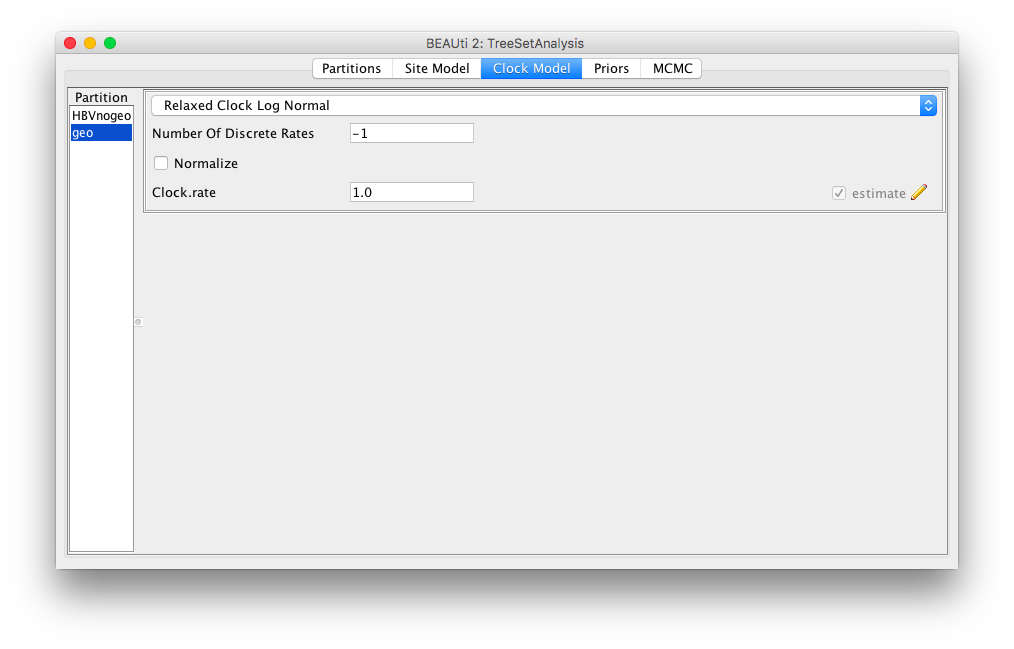 BEAUti 2: TreeSetAnalysis
Partitions Site Model Clock Model Priors MCMC
Partition
HBVnogeo
geo
Relaxed Clock Log Normal
Number Of Discrete Rates -1
Normalize
Clock.rate 1.0 estimate